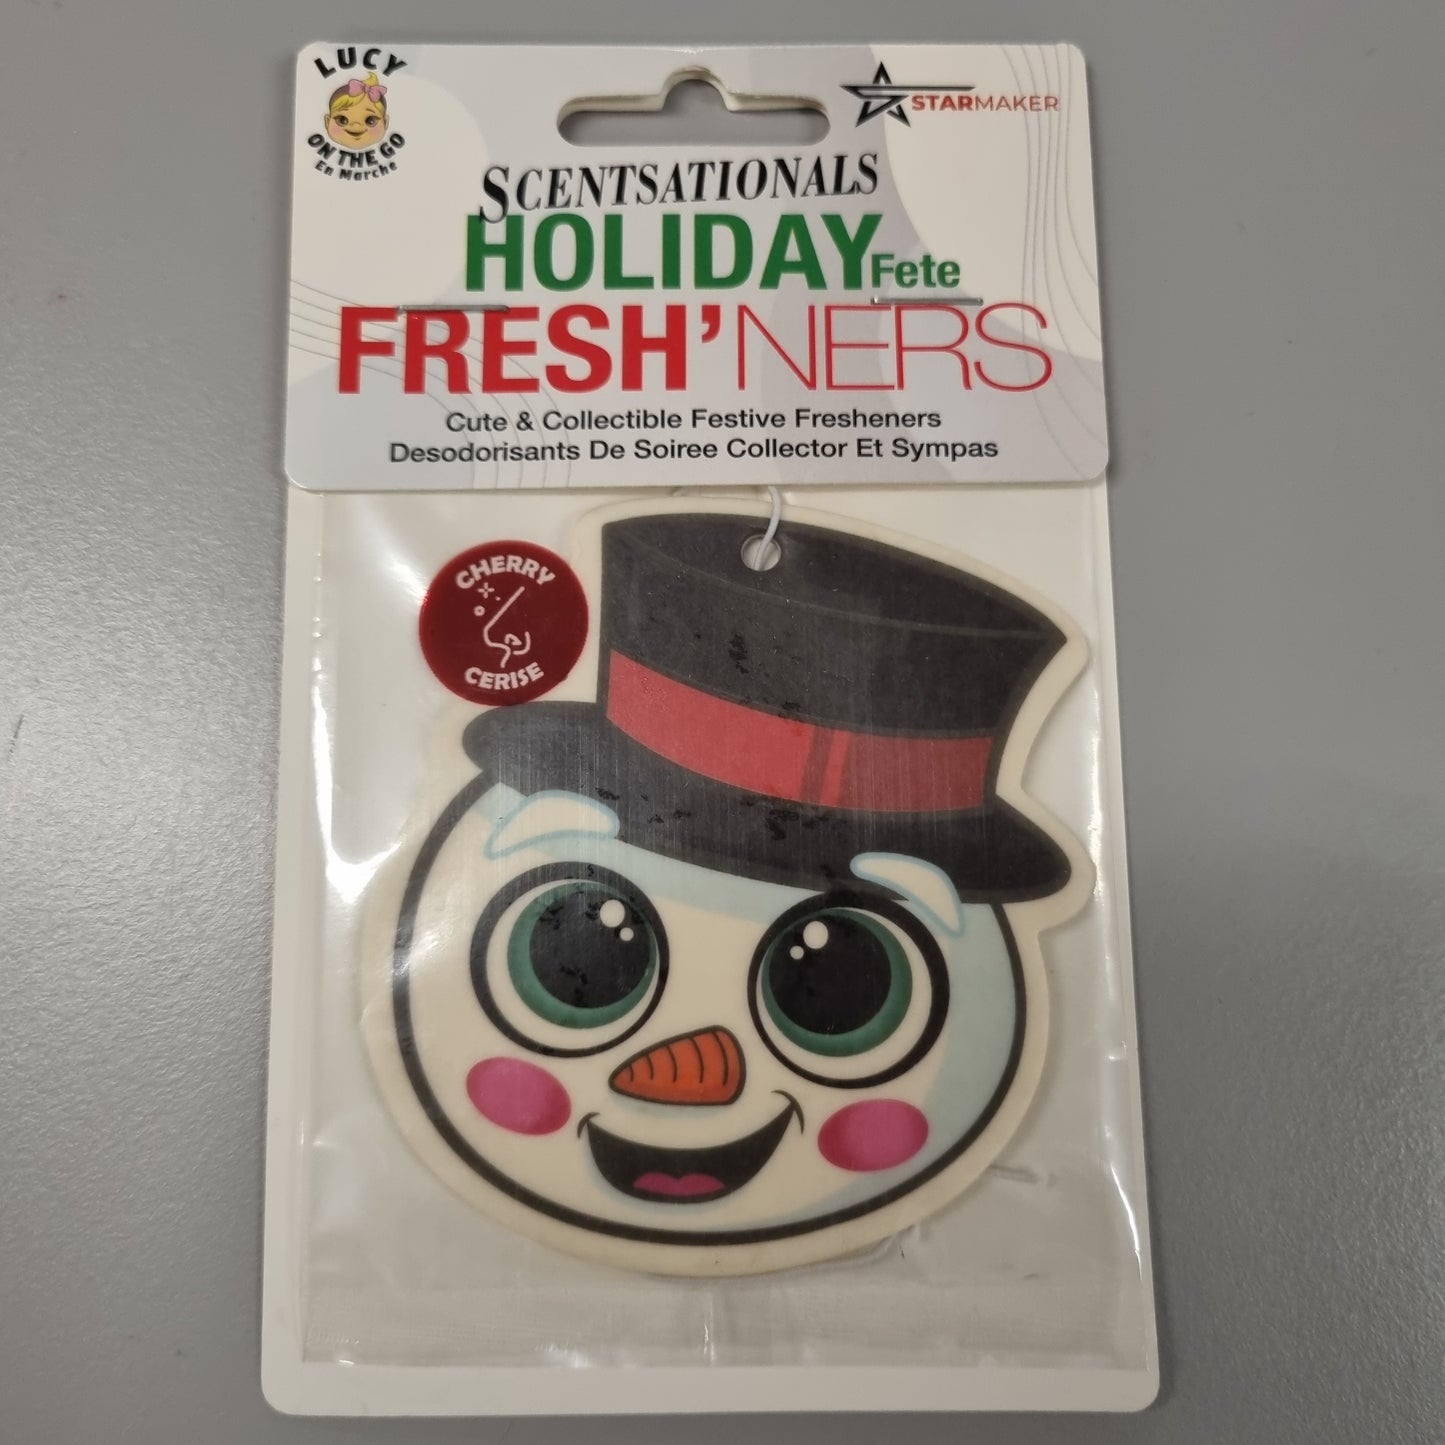 LUCY
ON THE GO
En Marche
STARMAKER
SCENTSATIONALS
HOLIDAY Fete
FRESH'NERS
Cute & Collectible Festive Fresheners
Desodorisants De Soiree Collector Et Sympas
CHERRY
CERISE